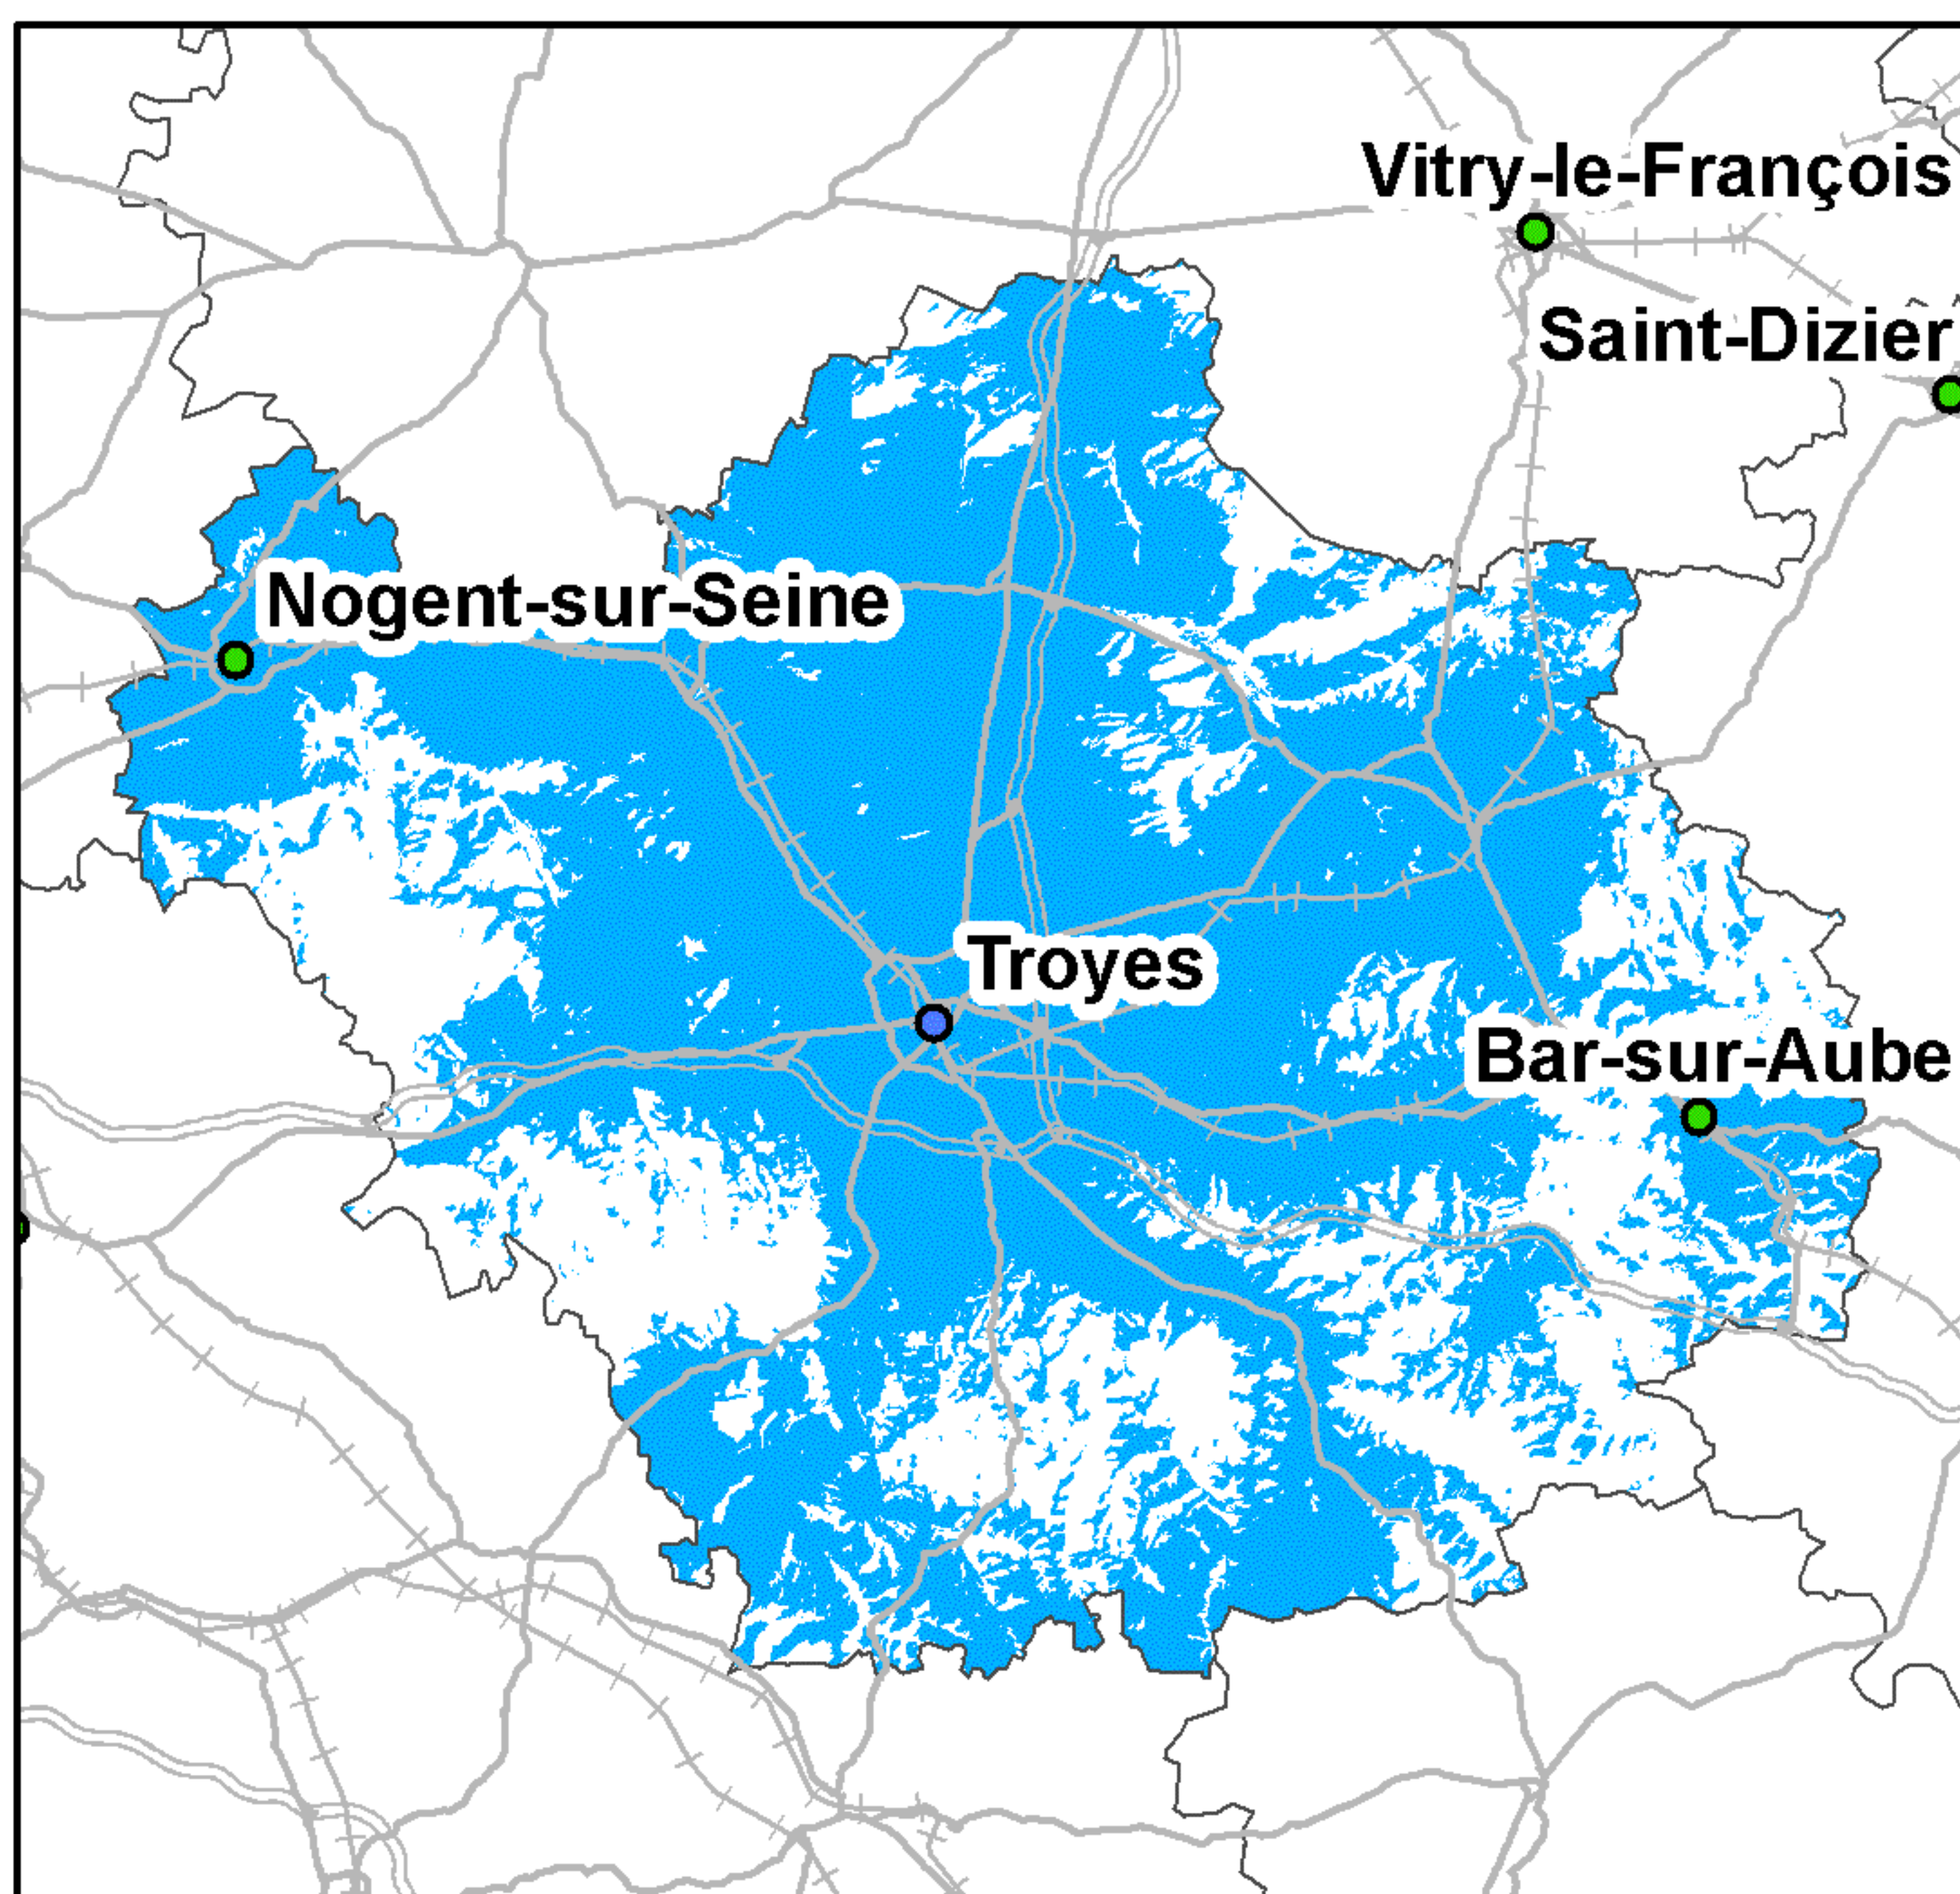 Vitry-le-François
Saint-Dizier
Nogent-sur-Seine
Troyes
Bar-sur-Aube